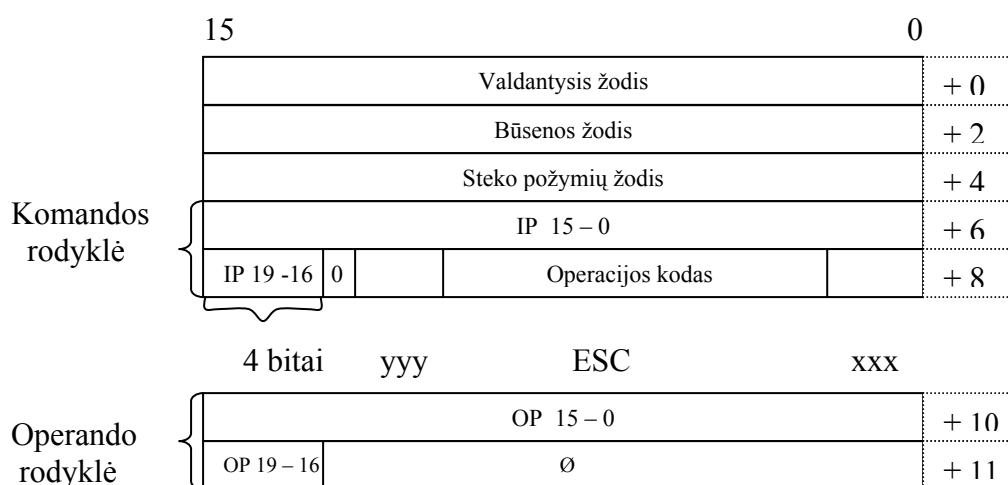 15 0
Valdantysis žodis + 0
Būsenos žodis + 2
Steko požymių žodis + 4
Komandos rodyklė
IP 15 – 0 + 6
IP 19 -16 0 Operacijos kodas + 8
4 bitai yyy ESC xxx
Operando rodyklė
OP 15 – 0 + 10
OP 19 – 16 Ø + 11